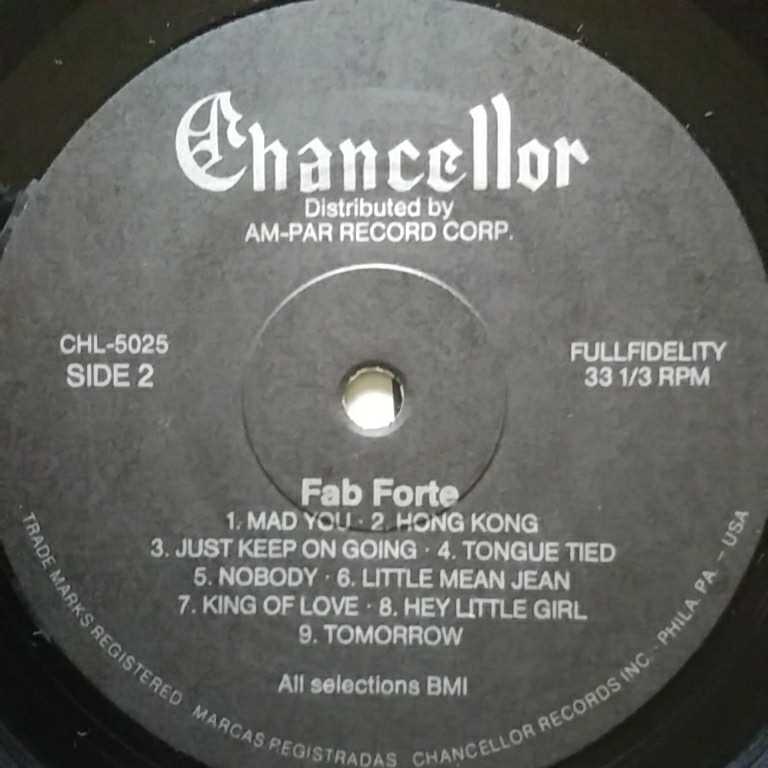 Chancellor
Distributed by
AM-PAR RECORD CORP.
CHL-5025
SIDE 2
FULLFIDELITY
33 1/3 RPM
Fab Forte
1. MAD YOU · 2. HONG KONG
3. JUST KEEP ON GOING · 4. TONGUE TIED
5. NOBODY · 6. LITTLE MEAN JEAN
7. KING OF LOVE · 8. HEY LITTLE GIRL
9. TOMORROW
All selections BMI
TRADE MARKS REGISTERED MARCAS REGISTRADAS CHANCELLOR RECORDS INC. · PHILA. PA. – USA